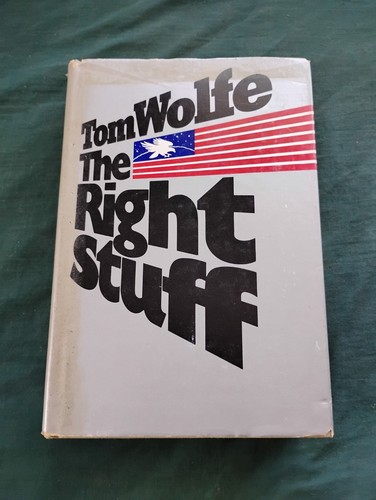 Tom Wolfe
The
Right
Stuff